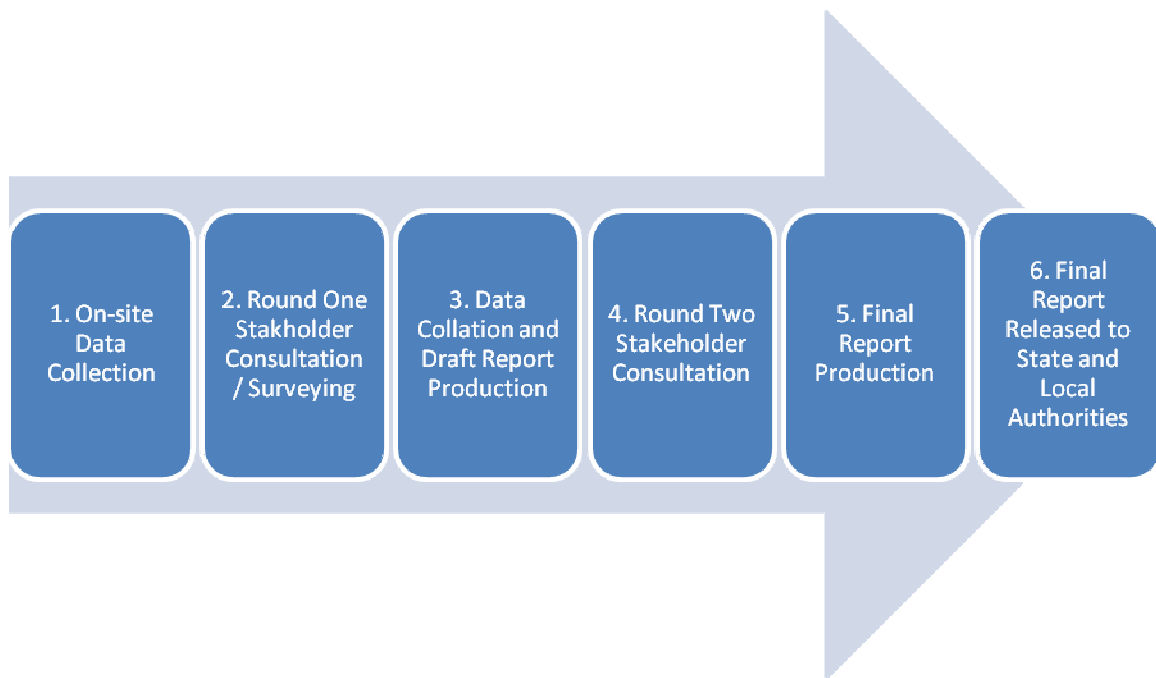 1. On-site
Data
Collection
2. Round One
Stakholder
Consultation
/ Surveying
3. Data
Collation and
Draft Report
Production
4. Round Two
Stakeholder
Consultation
5. Final
Report
Production
6. Final
Report
Released to
State and
Local
Authorities